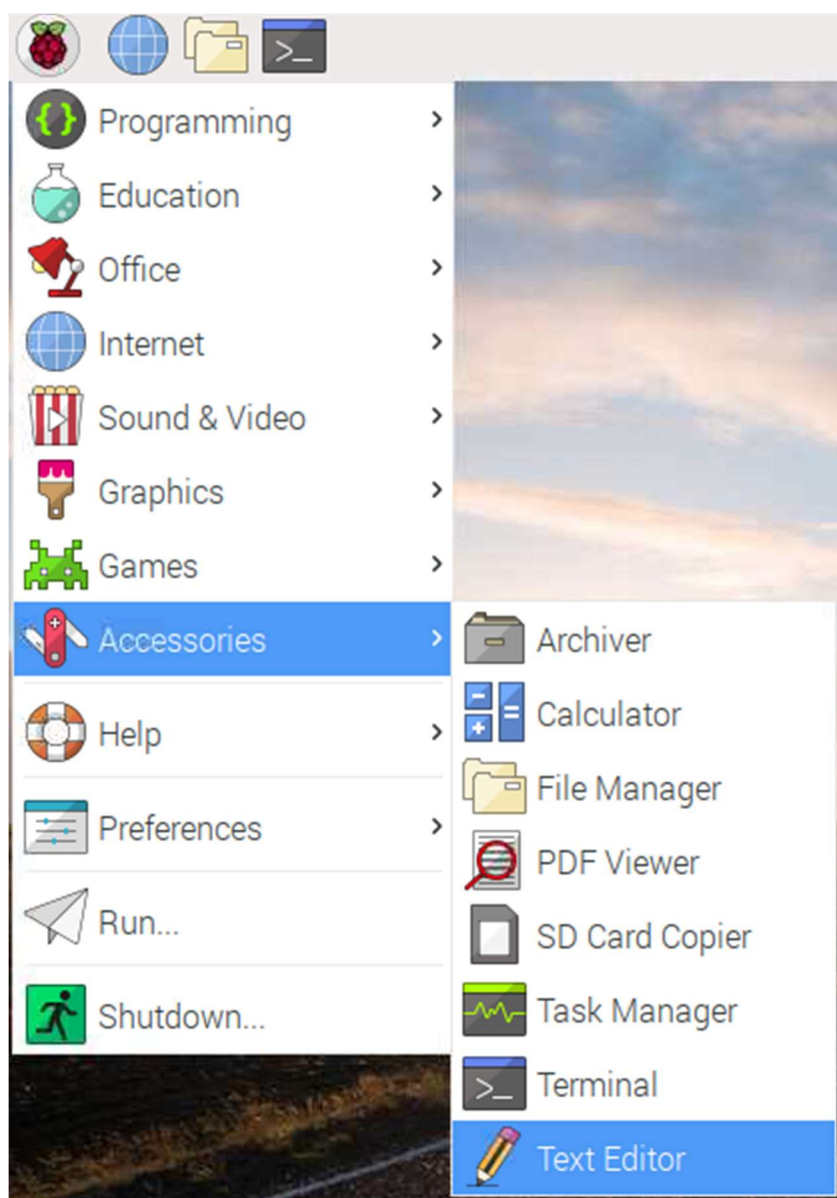 Programming
Education
Office
Internet
Sound & Video
Graphics
Games
Accessories
Help
Preferences
Run...
Shutdown...
Archiver
Calculator
File Manager
PDF Viewer
SD Card Copier
Task Manager
Terminal
Text Editor